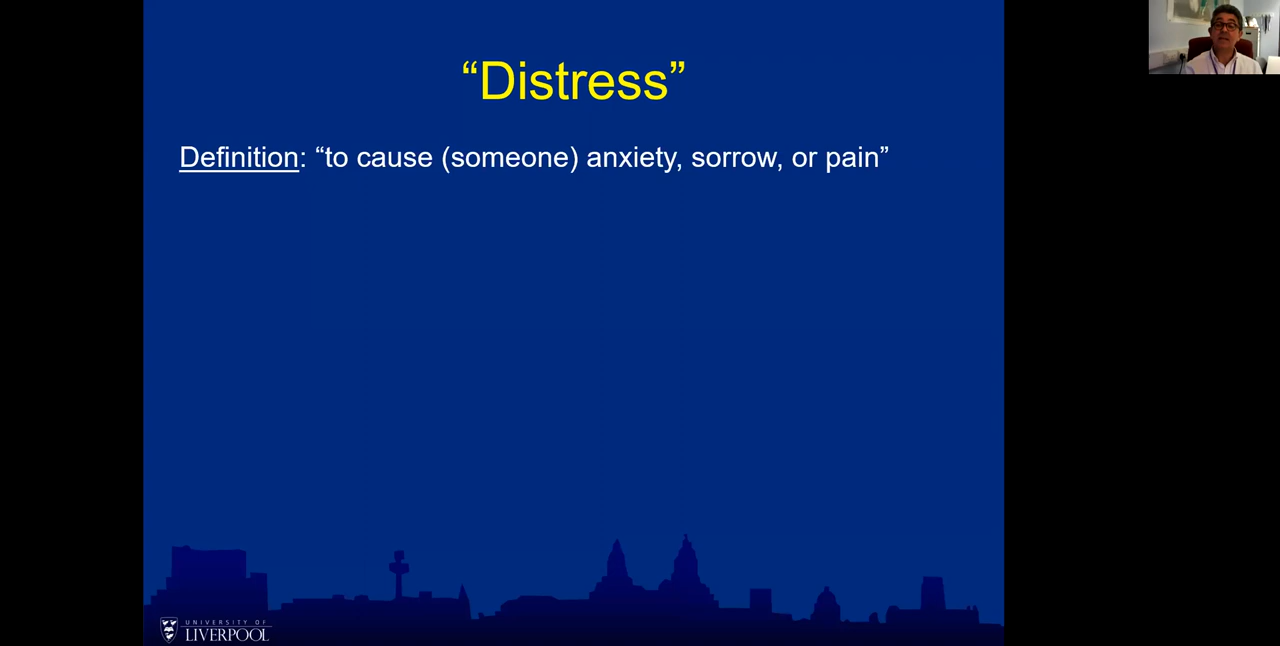 “Distress”
Definition: “to cause (someone) anxiety, sorrow, or pain”
UNIVERSITY OF
LIVERPOOL